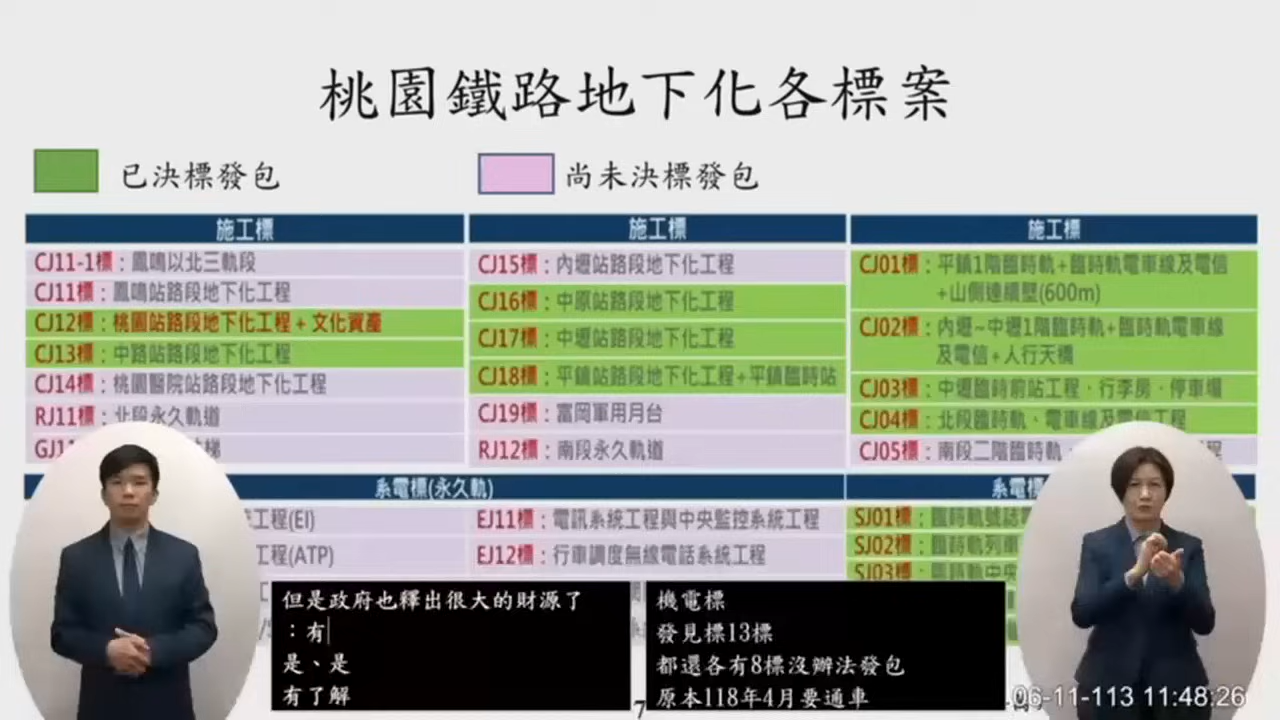 桃園鐵路地下化各標案
已決標發包
尚未決標發包
施工標
CJ11-1標：鳳鳴以北三軌段
CJ11標：鳳鳴站路段地下化工程
CJ12標：桃園站路段地下化工程+文化資產
CJ13標：中路站路段地下化工程
CJ14標：桃園醫院站路段地下化工程
RJ11標：北段永久軌道
GJ1
梯
施工標
CJ15標：內壢站路段地下化工程
CJ16標：中原站路段地下化工程
CJ17標：中壢站路段地下化工程
CJ18標：平鎮站路段地下化工程+平鎮臨時站
CJ19標：富岡軍用月台
RJ12標：南段永久軌道
施工標
CJ01標：平鎮1階臨時軌+臨時軌電車線及電信
+山側連續壁(600m)
CJ02標：內壢~中壢1階臨時軌+臨時軌電車線
及電信+人行天橋
CJ03標：中壢臨時前站工程、行李房、停車場
CJ04標：北段臨時軌、電車線及電信工程
CJ05標：南段二階臨時軌、
程
系電標(永久軌)
工程(EI)
工程(ATP)
EJ11標：電訊系統工程與中央監控系統工程
EJ12標：行車調度無線電話系統工程
系電標
SJ01標：臨時軌號誌
SJ02標：臨時軌列車
SJ03標：臨時軌中央
但是政府也釋出很大的財源了
：有
是、是
有了解
機電標
發見標13標
都還各有8標沒辦法發包
原本118年4月要通車
7
06-11-113 11:48:26